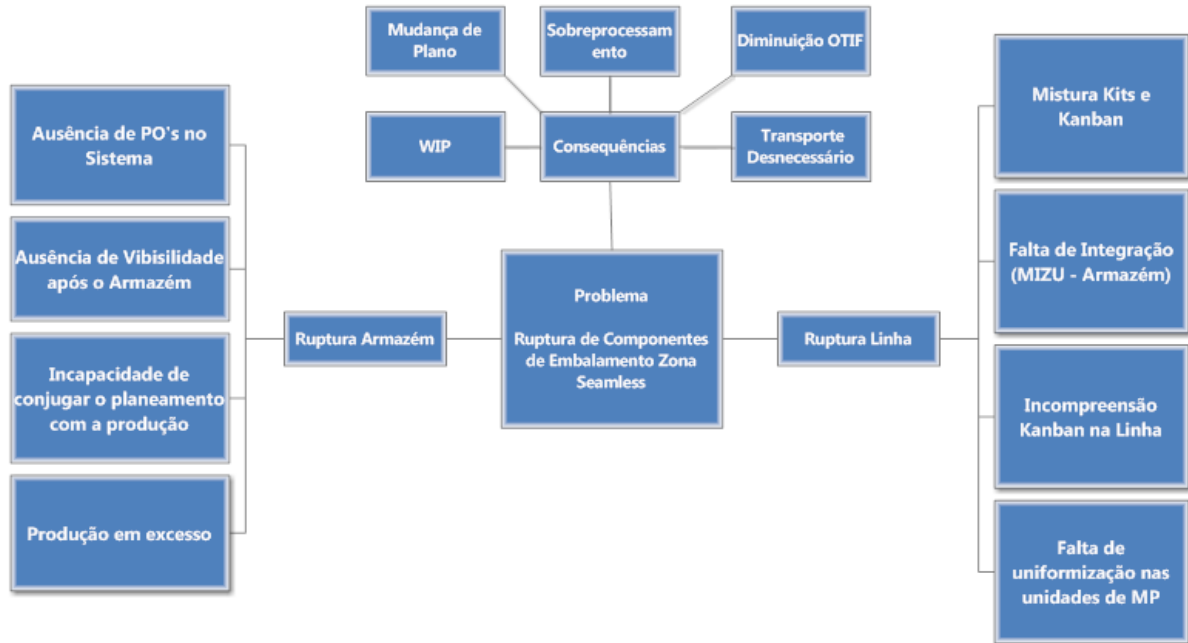 Mudança de
Plano
Sobreprocessam
ento
Diminuição OTIF
WIP
Consequências
Transporte
Desnecessário
Ausência de PO's no
Sistema
Ausência de Vibisilidade
após o Armazém
Incapacidade de
conjugar o planeamento
com a produção
Produção em excesso
Ruptura Armazém
Problema
Ruptura de Componentes
de Embalamento Zona
Seamless
Ruptura Linha
Mistura Kits e
Kanban
Falta de Integração
(MIZU - Armazém)
Incompreensão
Kanban na Linha
Falta de
uniformização nas
unidades de MP